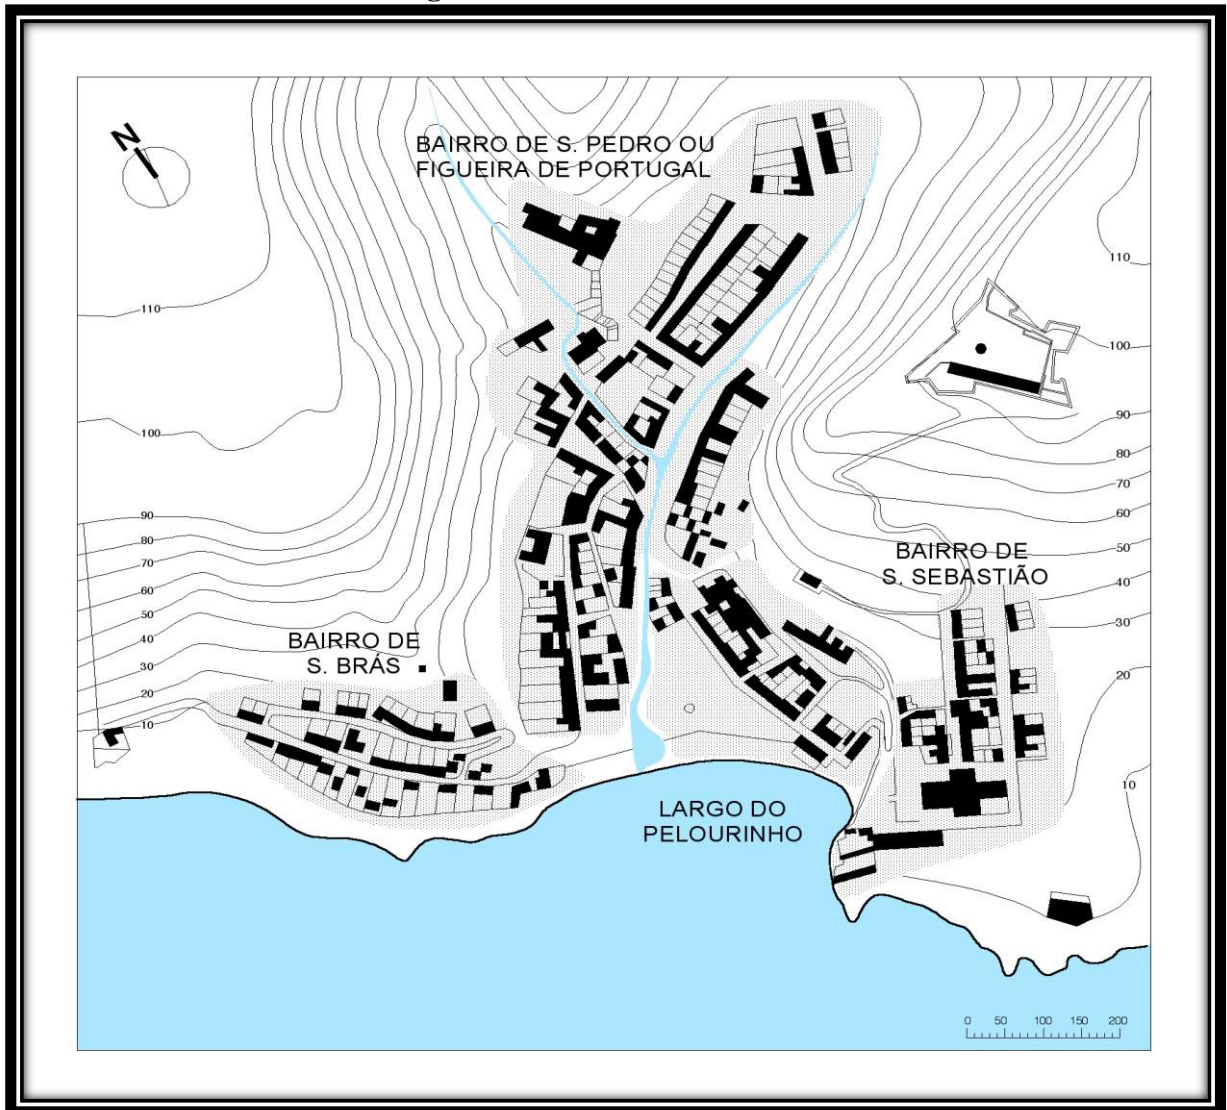 N
BAIRRO DE S. PEDRO OU
FIGUEIRA DE PORTUGAL
110
110
100
100
90
80
70
60
50
40
30
20
90
80
70
60
50
40
30
20
10
10
BAIRRO DE
S. SEBASTIÃO
BAIRRO DE
S. BRÁS
LARGO DO
PELOURINHO
0 50 100 150 200